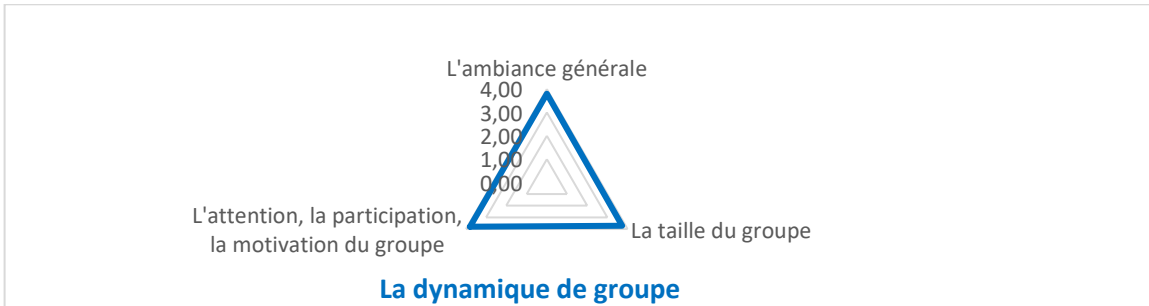 L'ambiance générale
4,00
3,00
2,00
1,00
0,00
L'attention, la participation,
la motivation du groupe
La taille du groupe
La dynamique de groupe